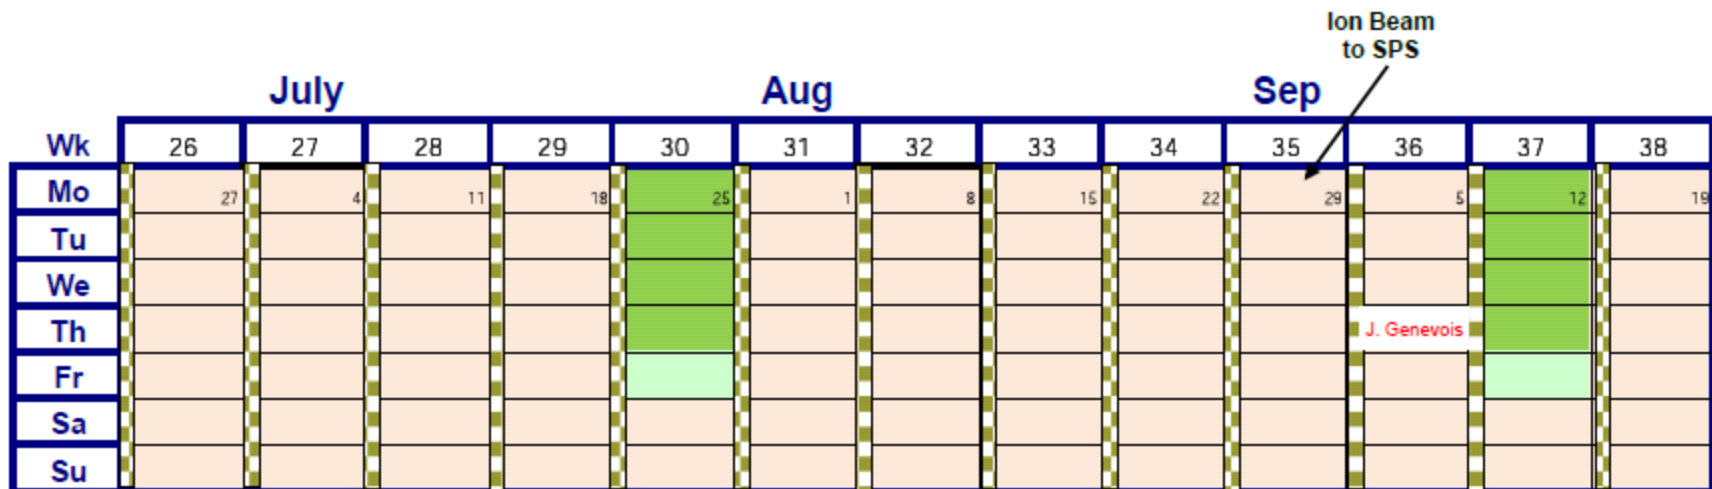 Ion Beam
to SPS
July Aug Sep
Wk 26 27 28 29 30 31 32 33 34 35 36 37 38
Mo 27 4 11 18 25 1 8 15 22 29 5 12 19
Tu
We
Th J. Genevois
Fr
Sa
Su